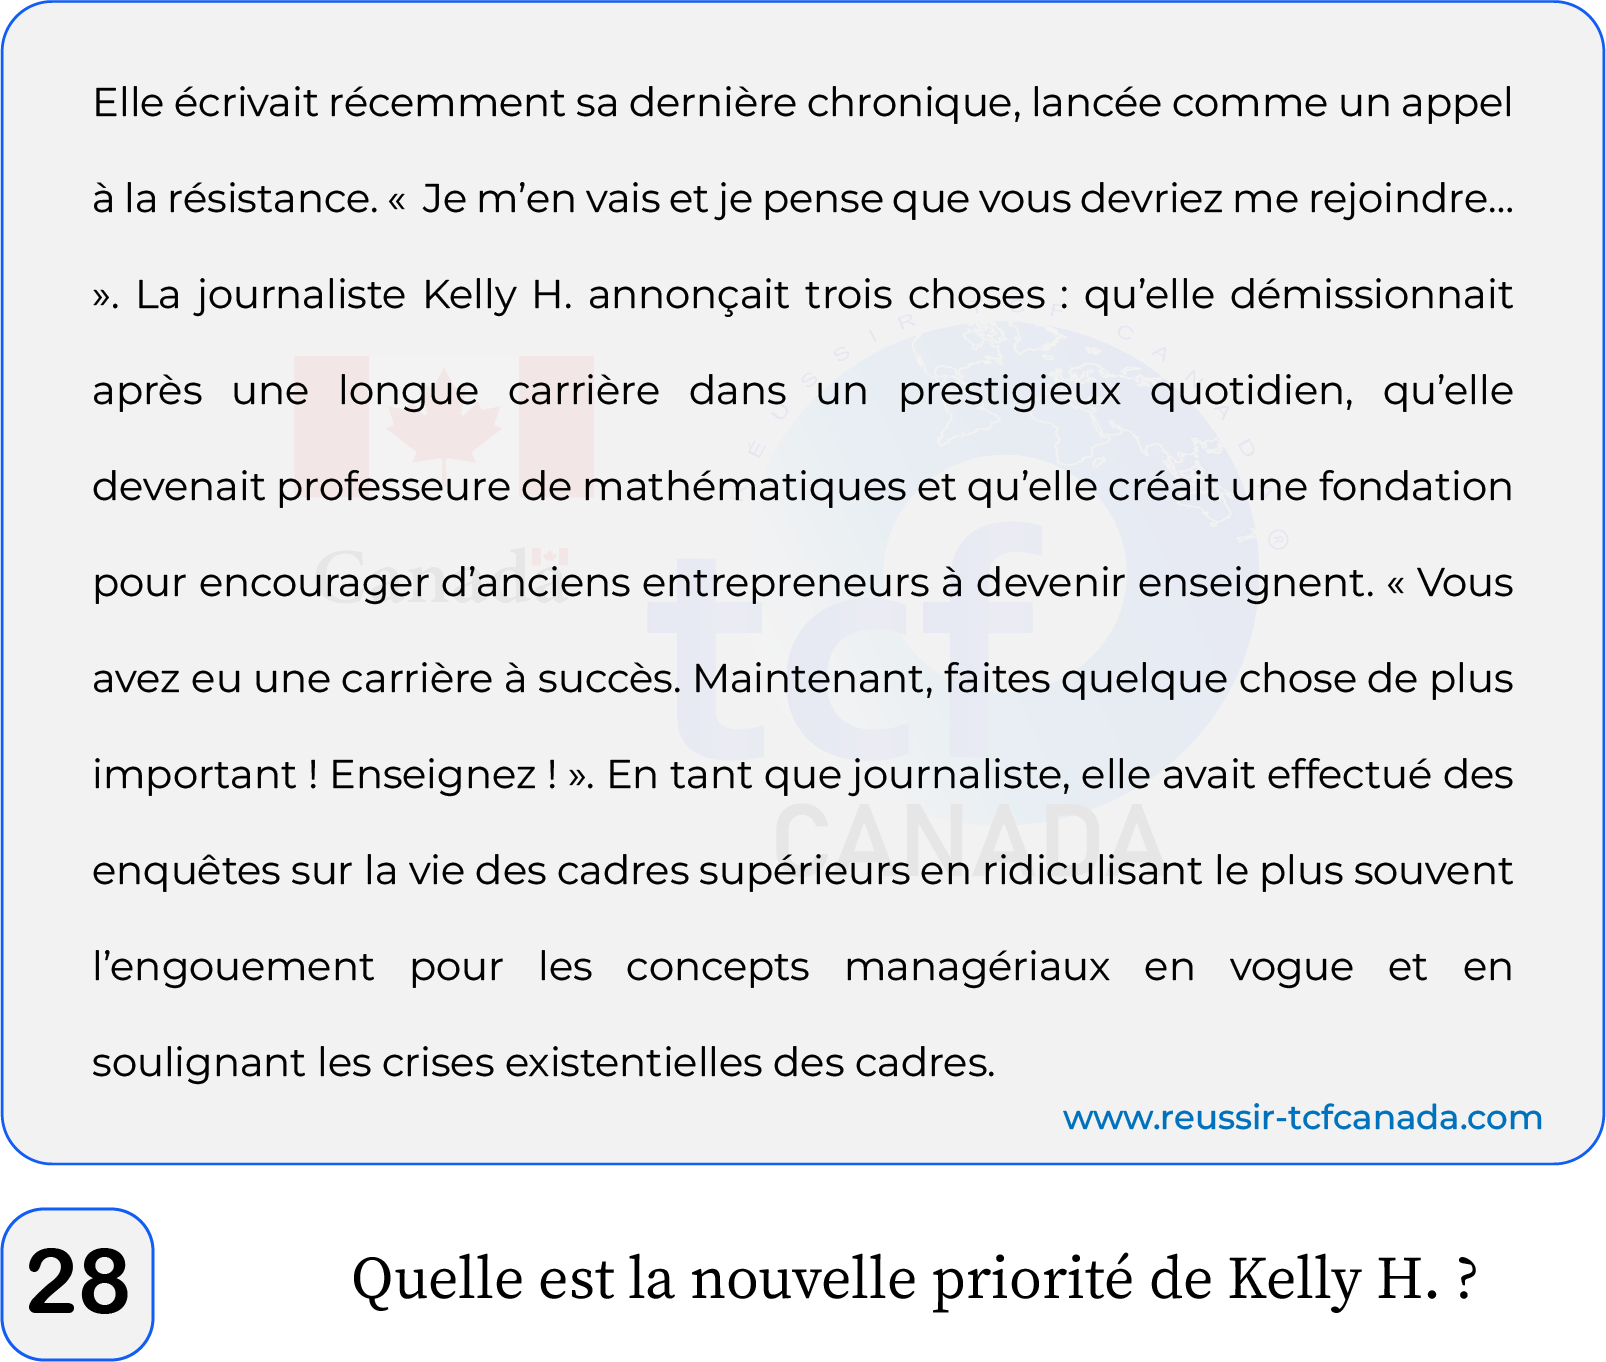 Elle écrivait récemment sa dernière chronique, lancée comme un appel
à la résistance. «  Je m’en vais et je pense que vous devriez me rejoindre...
». La journaliste Kelly H. annonçait trois choses : qu’elle démissionnait
après une longue carrière dans un prestigieux quotidien, qu’elle
devenait professeure de mathématiques et qu’elle créait une fondation
pour encourager d’anciens entrepreneurs à devenir enseignent. « Vous
avez eu une carrière à succès. Maintenant, faites quelque chose de plus
important ! Enseignez ! ». En tant que journaliste, elle avait effectué des
enquêtes sur la vie des cadres supérieurs en ridiculisant le plus souvent
l’engouement pour les concepts managériaux en vogue et en
soulignant les crises existentielles des cadres.
RÉUSSIR TCF CANADA ®
Canada
tcf
CANADA
www.reussir-tcfcanada.com
28
Quelle est la nouvelle priorité de Kelly H. ?